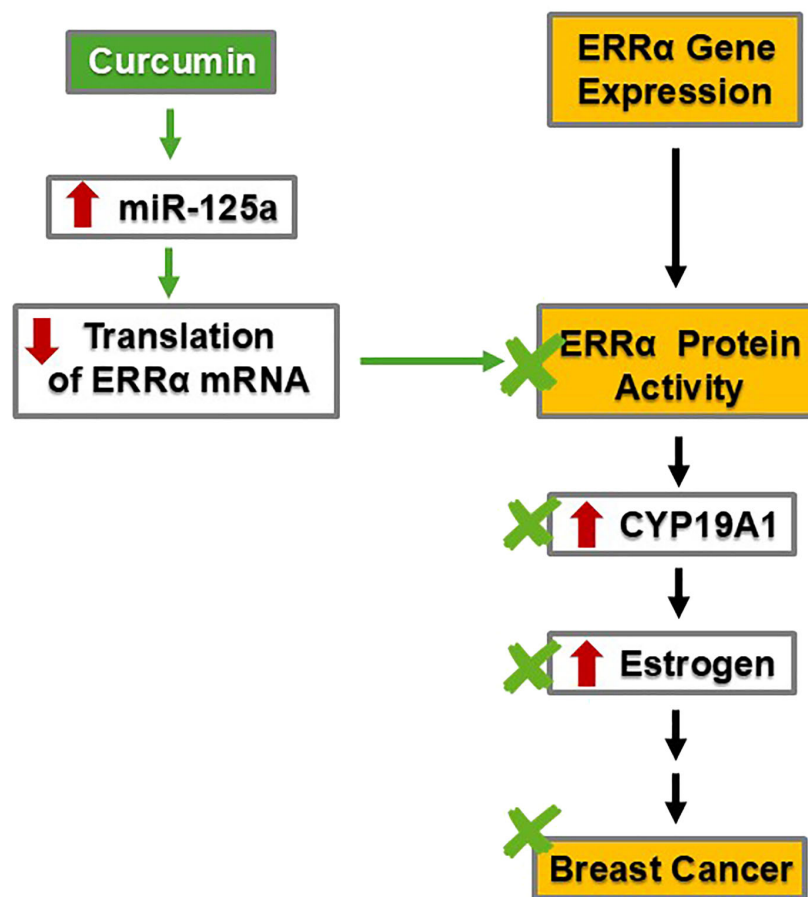 Curcumin
miR-125a
Translation
of ERRα mRNA
ERRα Gene
Expression
ERRα Protein
Activity
CYP19A1
Estrogen
Breast Cancer